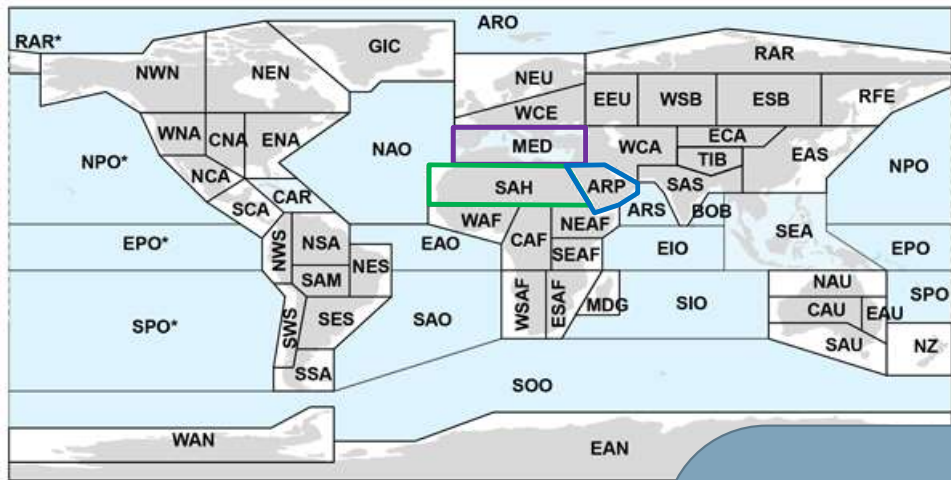 ARO
RAR*
GIC
RAR
NWN
NEN
NEU
EEU
WSB
ESB
RFE
WCE
WNA
CNA
ENA
ECA
NAO
MED
WCA
EAS
NPO*
TIB
NPO
NCA
SAH
ARP
SAS
CAR
SCA
WAF
NEAF
ARS
BOB
SEA
EPO*
NWS
NSA
EAO
CAF
EIO
EPO
SEAF
NES
SAM
NAU
SPO
SPO*
SWS
SES
SAO
WSAF
ESAF
MDG
SIO
CAU
EAU
SAU
NZ
SSA
SOO
WAN
EAN